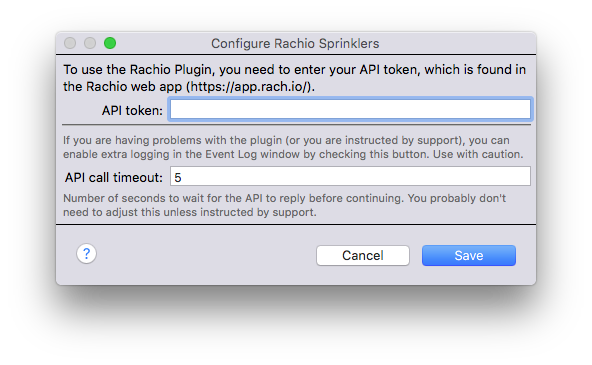 Configure Rachio Sprinklers
To use the Rachio Plugin, you need to enter your API token, which is found in
the Rachio web app (https://app.rach.io/).
API token:
If you are having problems with the plugin (or you are instructed by support), you can
enable extra logging in the Event Log window by checking this button. Use with caution.
API call timeout: 5
Number of seconds to wait for the API to reply before continuing. You probably don't
need to adjust this unless instructed by support.
? Cancel Save